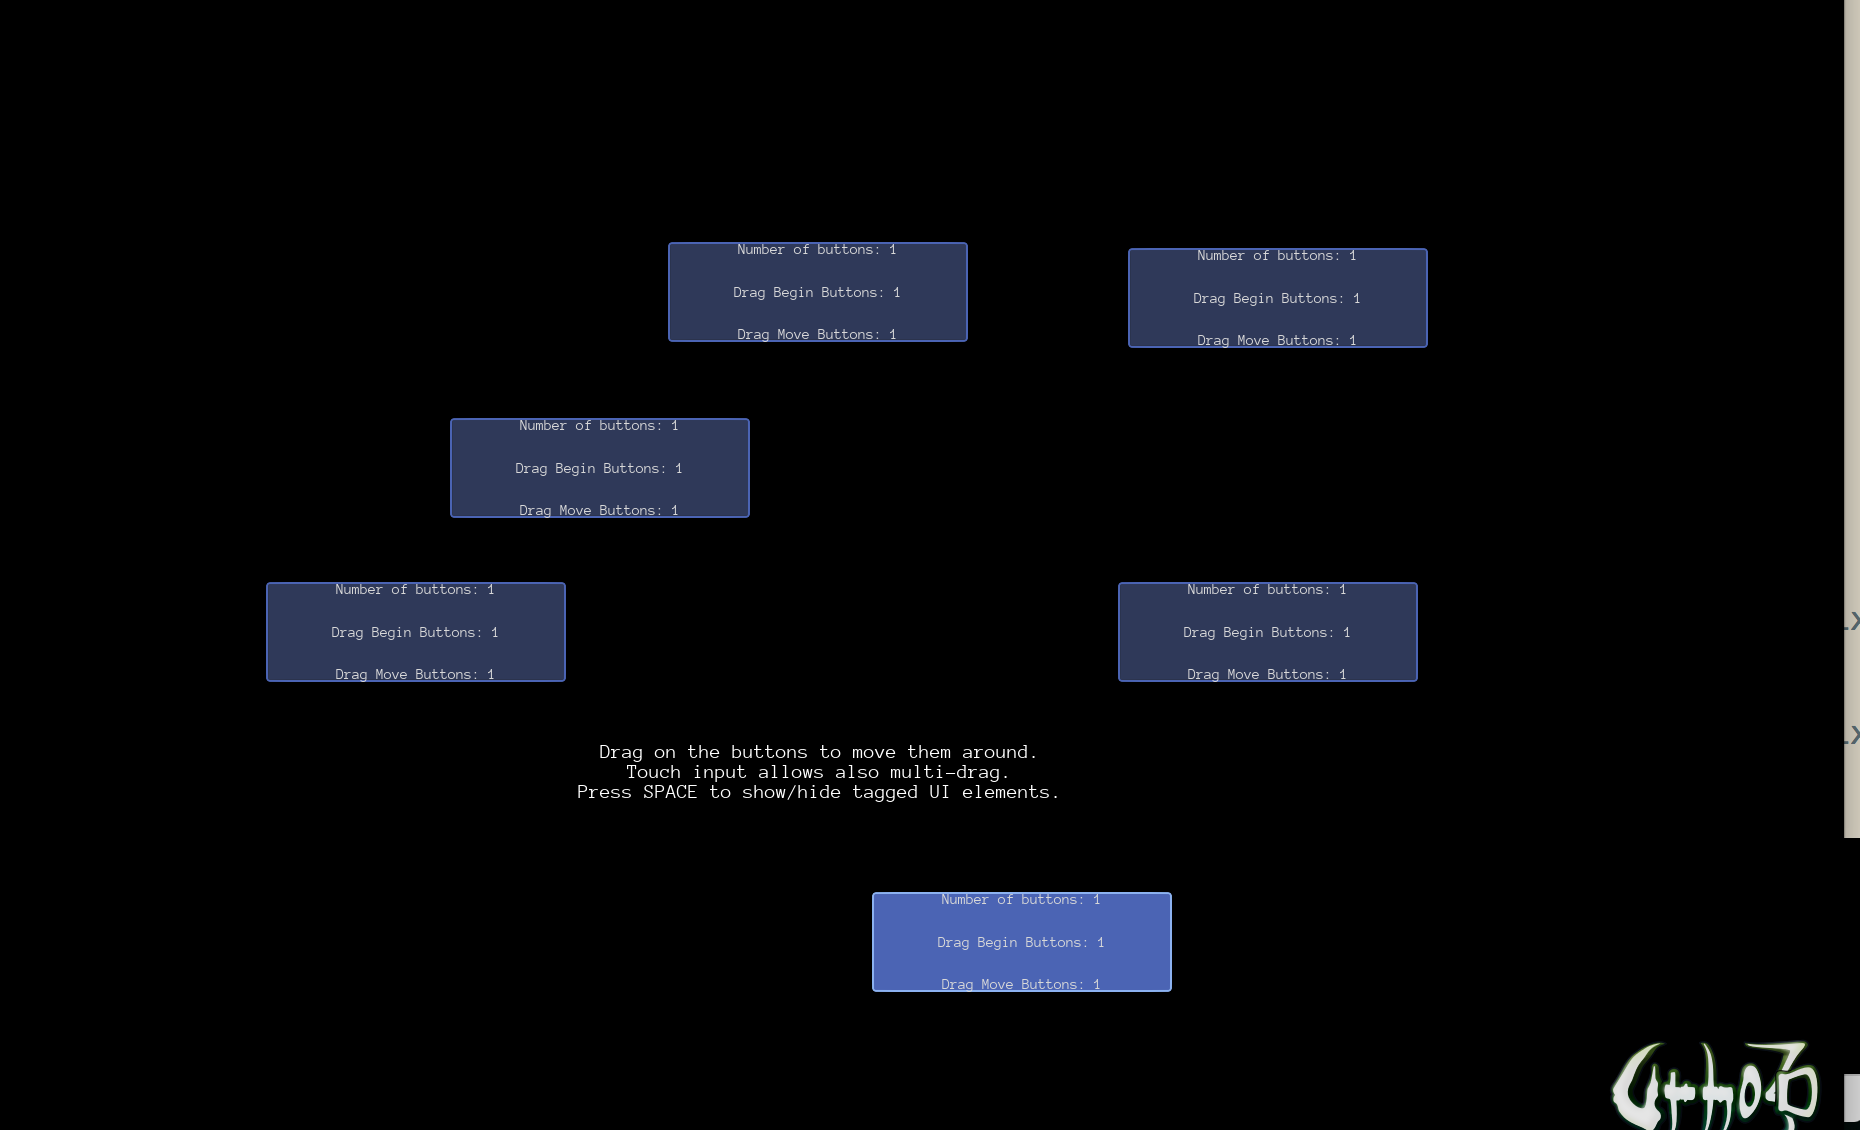 Number of buttons: 1
Drag Begin Buttons: 1
Drag Move Buttons: 1
Number of buttons: 1
Drag Begin Buttons: 1
Drag Move Buttons: 1
Number of buttons: 1
Drag Begin Buttons: 1
Drag Move Buttons: 1
Number of buttons: 1
Drag Begin Buttons: 1
Drag Move Buttons: 1
Number of buttons: 1
Drag Begin Buttons: 1
Drag Move Buttons: 1
Drag on the buttons to move them around.
Touch input allows also multi-drag.
Press SPACE to show/hide tagged UI elements.
Number of buttons: 1
Drag Begin Buttons: 1
Drag Move Buttons: 1